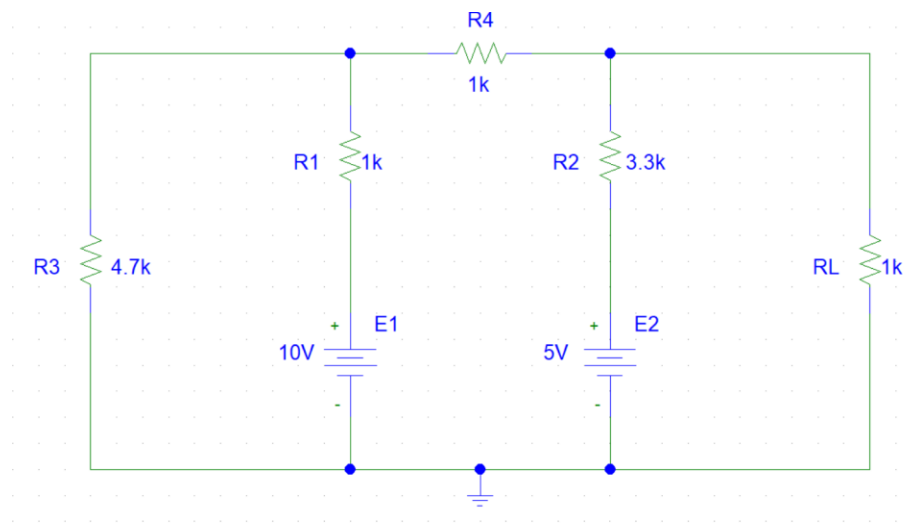 R4
1k
R1 1k
R2 3.3k
R3 4.7k
RL 1k
+ E1
10V
-
+ E2
5V
-